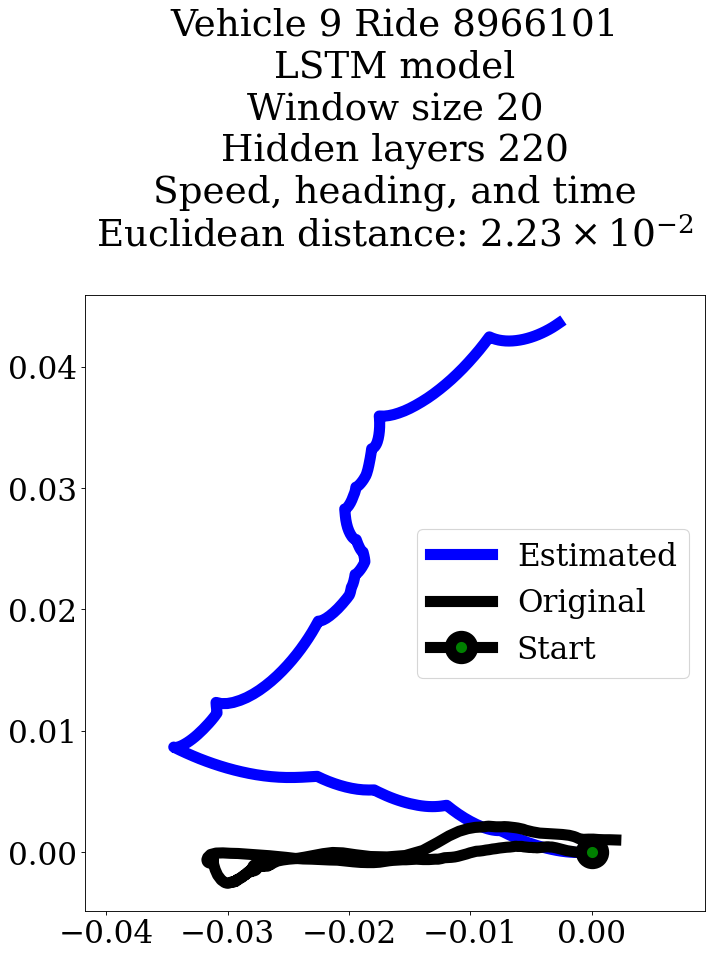 Vehicle 9 Ride 8966101
LSTM model
Window size 20
Hidden layers 220
Speed, heading, and time
Euclidean distance: 2.23 × 10⁻²
0.04
0.03
0.02
0.01
0.00
Estimated
Original
Start
−0.04 −0.03 −0.02 −0.01 0.00